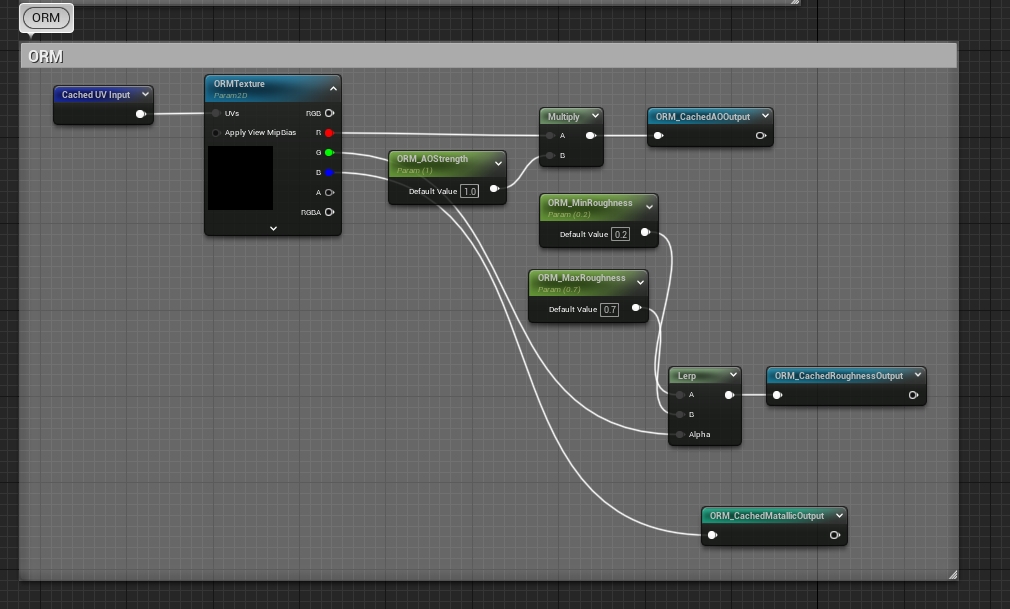 ORM
ORM
Cached UV Input
ORMTexture
Param2D
UVs
RGB
Apply View MipBias
R
G
B
A
RGBA
ORM_AOStrength
Param (1)
Default Value 1.0
Multiply
A
B
ORM_CachedAOOutput
ORM_MinRoughness
Param (0.2)
Default Value 0.2
ORM_MaxRoughness
Param (0.7)
Default Value 0.7
Lerp
A
B
Alpha
ORM_CachedRoughnessOutput
ORM_CachedMatallicOutput